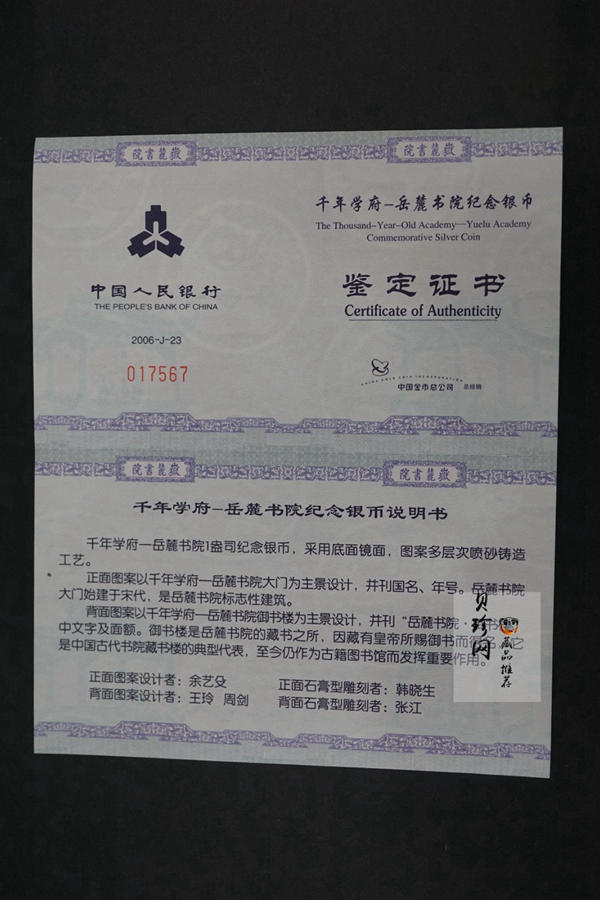 院書麓嶽
院書麓嶽
中国人民银行
THE PEOPLE'S BANK OF CHINA
2006-J-23
017567
千年学府-岳麓书院纪念银币
The Thousand-Year-Old Academy—Yuelu Academy
Commemorative Silver Coin
鉴定证书
Certificate of Authenticity
CHINA GOLD COIN INCORPORATION
中国金币总公司 总经销
院書麓嶽
院書麓嶽
千年学府-岳麓书院纪念银币说明书
千年学府—岳麓书院1盎司纪念银币，采用底面镜面，图案多层次喷砂铸造
工艺。
正面图案以千年学府—岳麓书院大门为主景设计，并刊国名、年号。岳麓书院
大门始建于宋代，是岳麓书院标志性建筑。
背面图案以千年学府—岳麓书院御书楼为主景设计，并刊“岳麓书院·
中文字及面额。御书楼是岳麓书院的藏书之所，因藏有皇帝所赐御书而得名，它
是中国古代书院藏书楼的典型代表，至今仍作为古籍图书馆而发挥重要作用。
正面图案设计者：余艺殳 正面石膏型雕刻者：韩晓生
背面图案设计者：王玲 周剑 背面石膏型雕刻者：张江
贝珍网
藏品
推荐